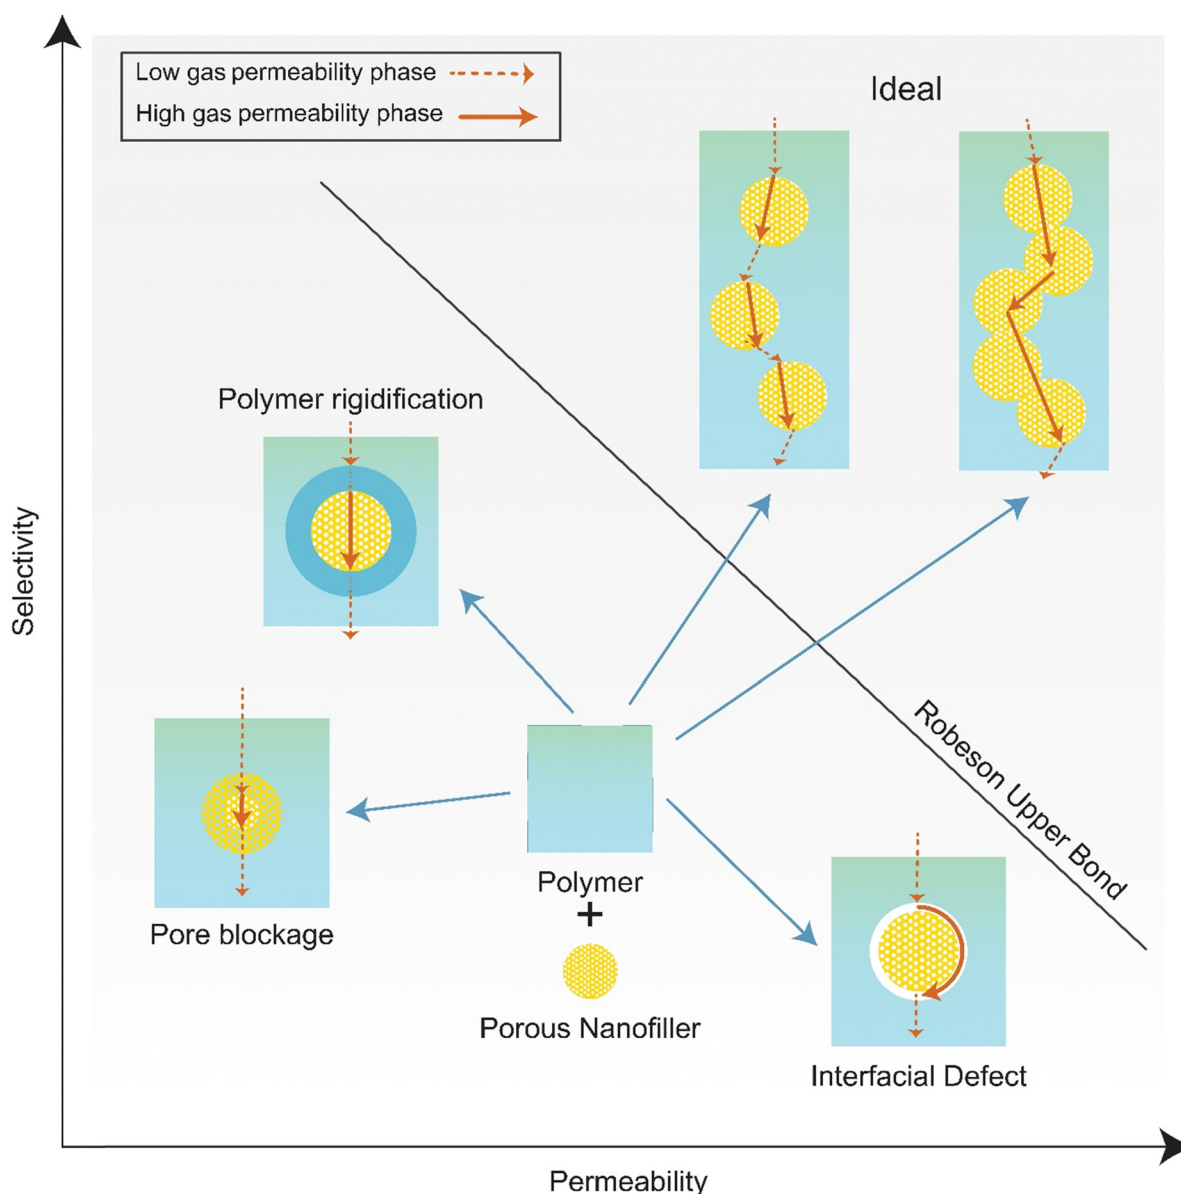 Low gas permeability phase
High gas permeability phase
Ideal
Polymer rigidification
Selectivity
Robeson Upper Bond
Polymer
+
Pore blockage
Porous Nanofiller
Interfacial Defect
Permeability